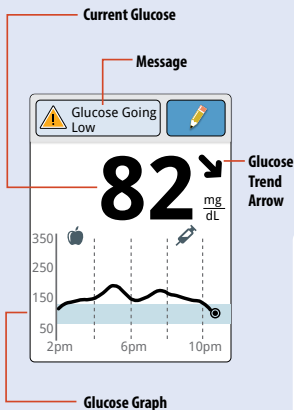 Current Glucose
Message
Glucose Going
Low
82
mg
dL
Glucose
Trend
Arrow
350
250
150
50
2pm 6pm 10pm
Glucose Graph